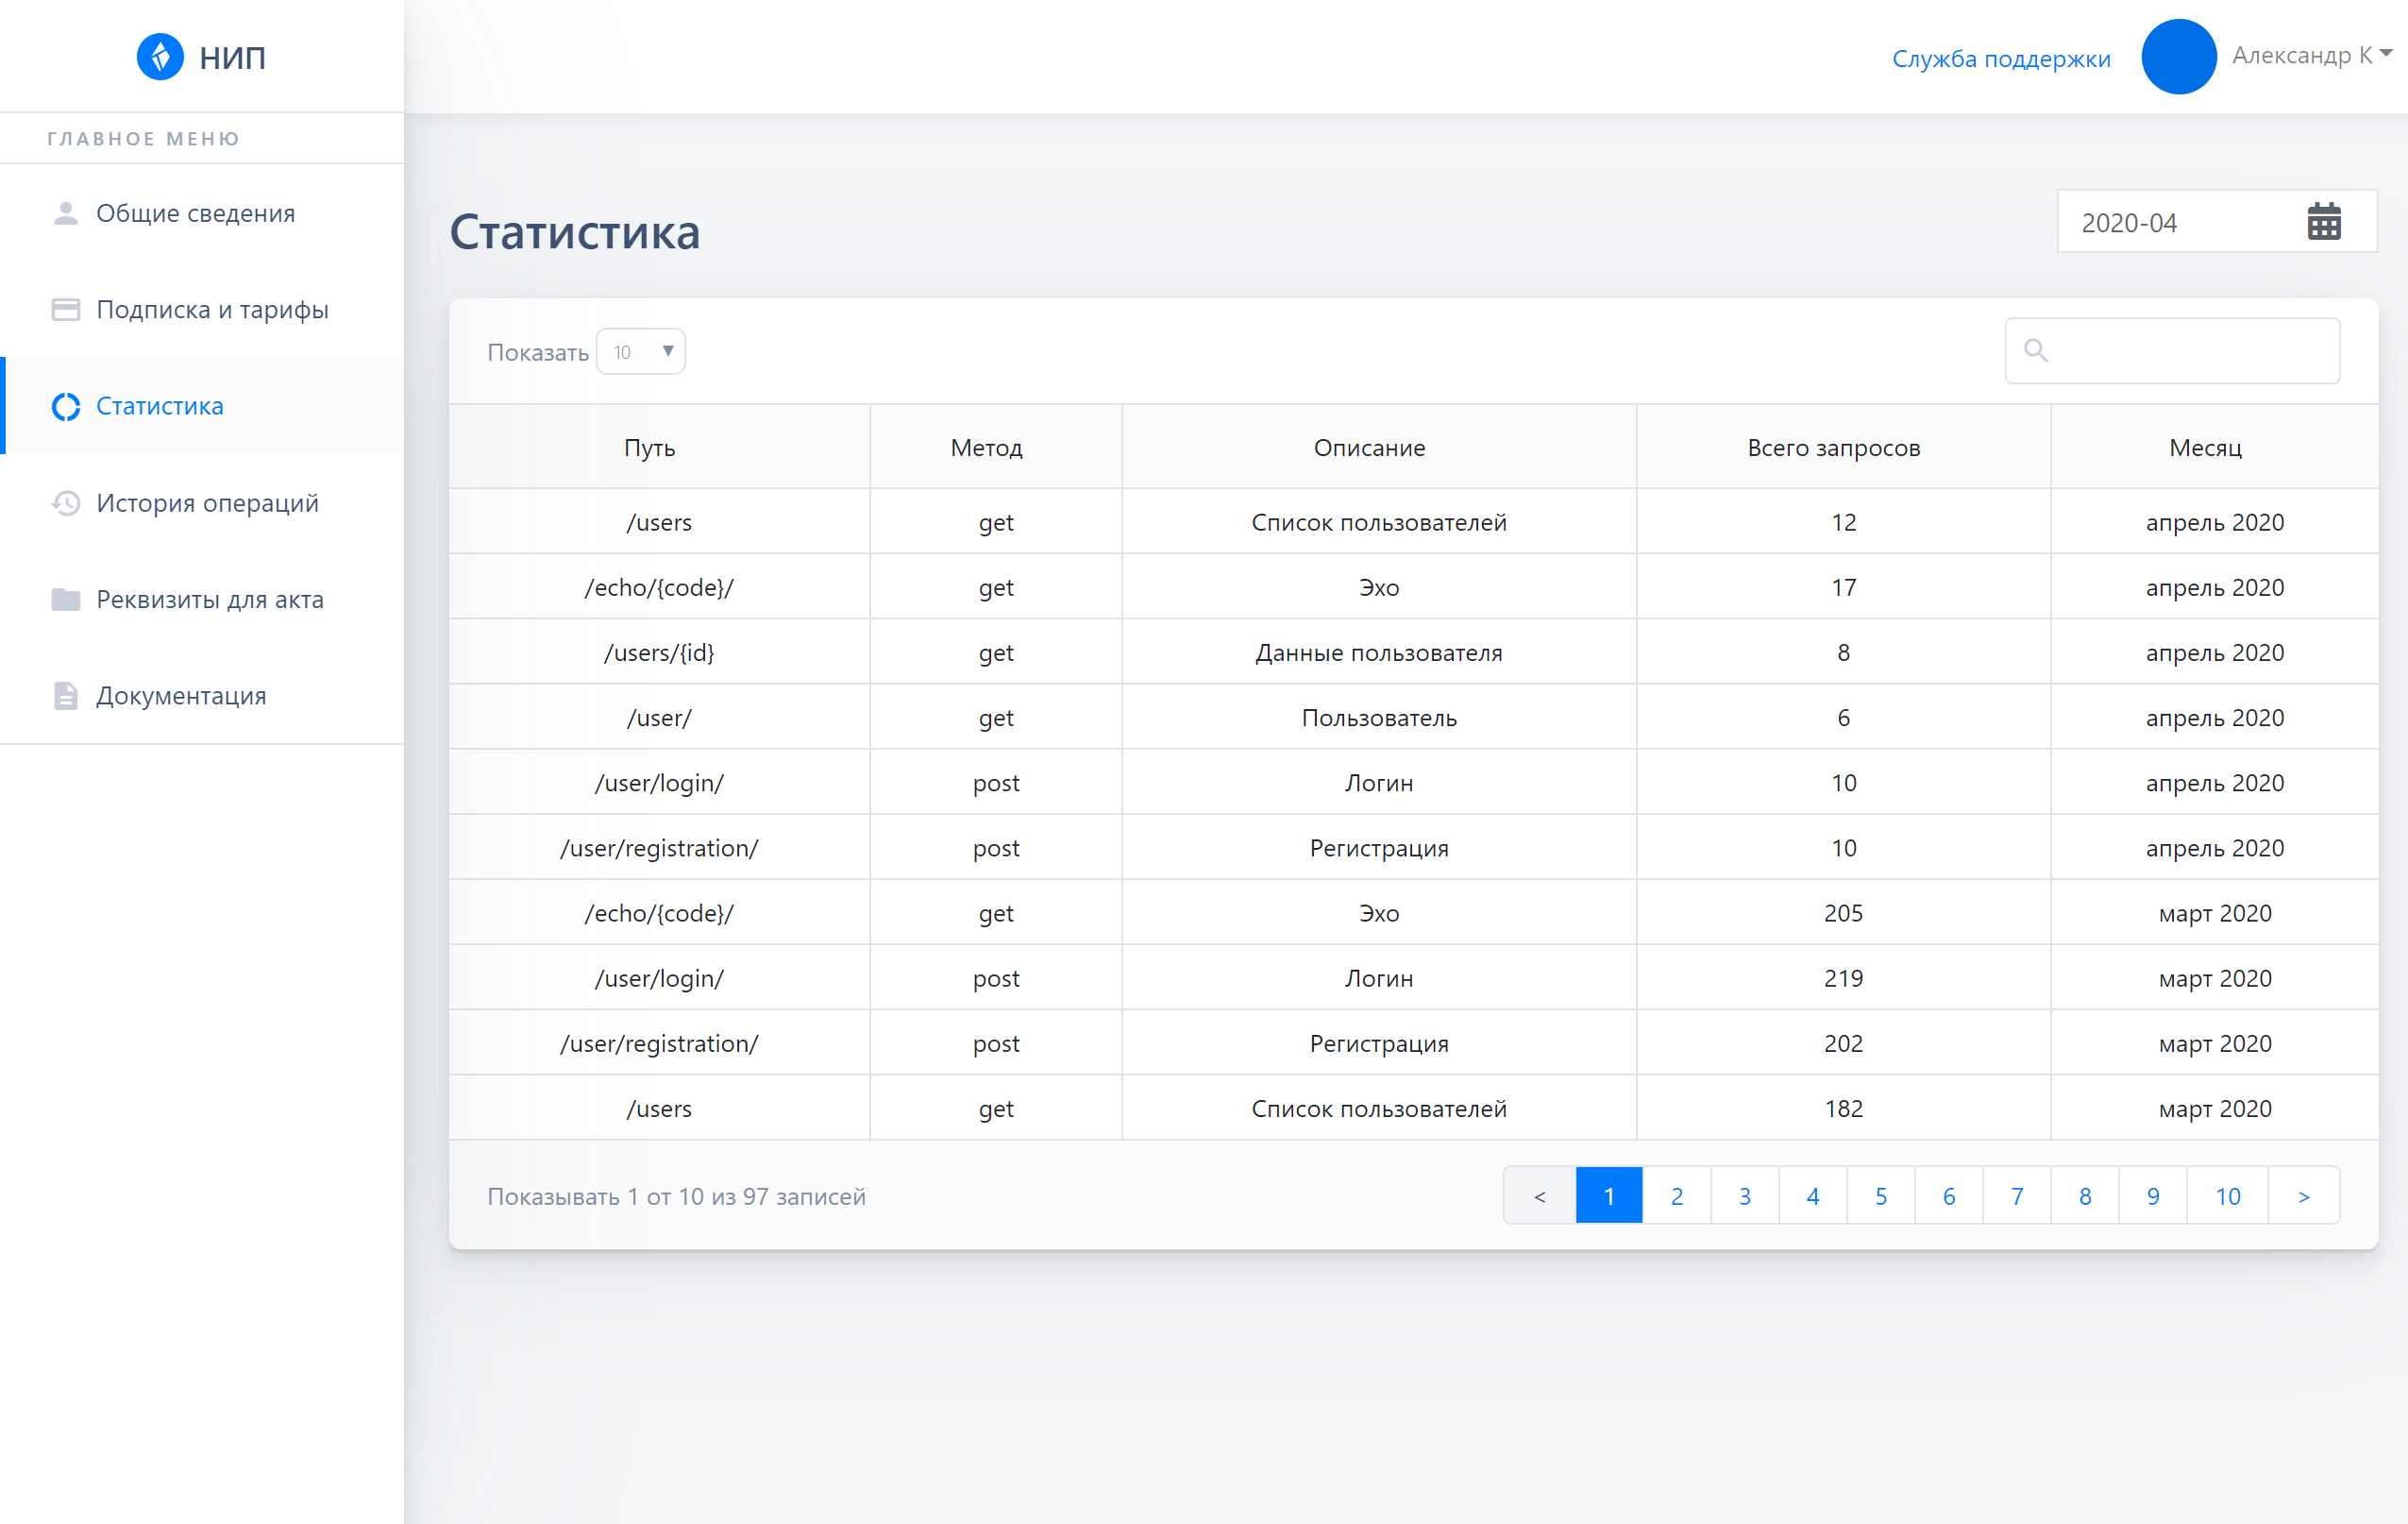 НИП
Служба поддержки
Александр К
ГЛАВНОЕ МЕНЮ
Общие сведения
Подписка и тарифы
Статистика
История операций
Реквизиты для акта
Документация
Статистика
2020-04
Показать 10
Путь Метод Описание Всего запросов Месяц
/users get Список пользователей 12 апрель 2020
/echo/{code}/ get Эхо 17 апрель 2020
/users/{id} get Данные пользователя 8 апрель 2020
/user/ get Пользователь 6 апрель 2020
/user/login/ post Логин 10 апрель 2020
/user/registration/ post Регистрация 10 апрель 2020
/echo/{code}/ get Эхо 205 март 2020
/user/login/ post Логин 219 март 2020
/user/registration/ post Регистрация 202 март 2020
/users get Список пользователей 182 март 2020
Показывать 1 от 10 из 97 записей
< 1 2 3 4 5 6 7 8 9 10 >